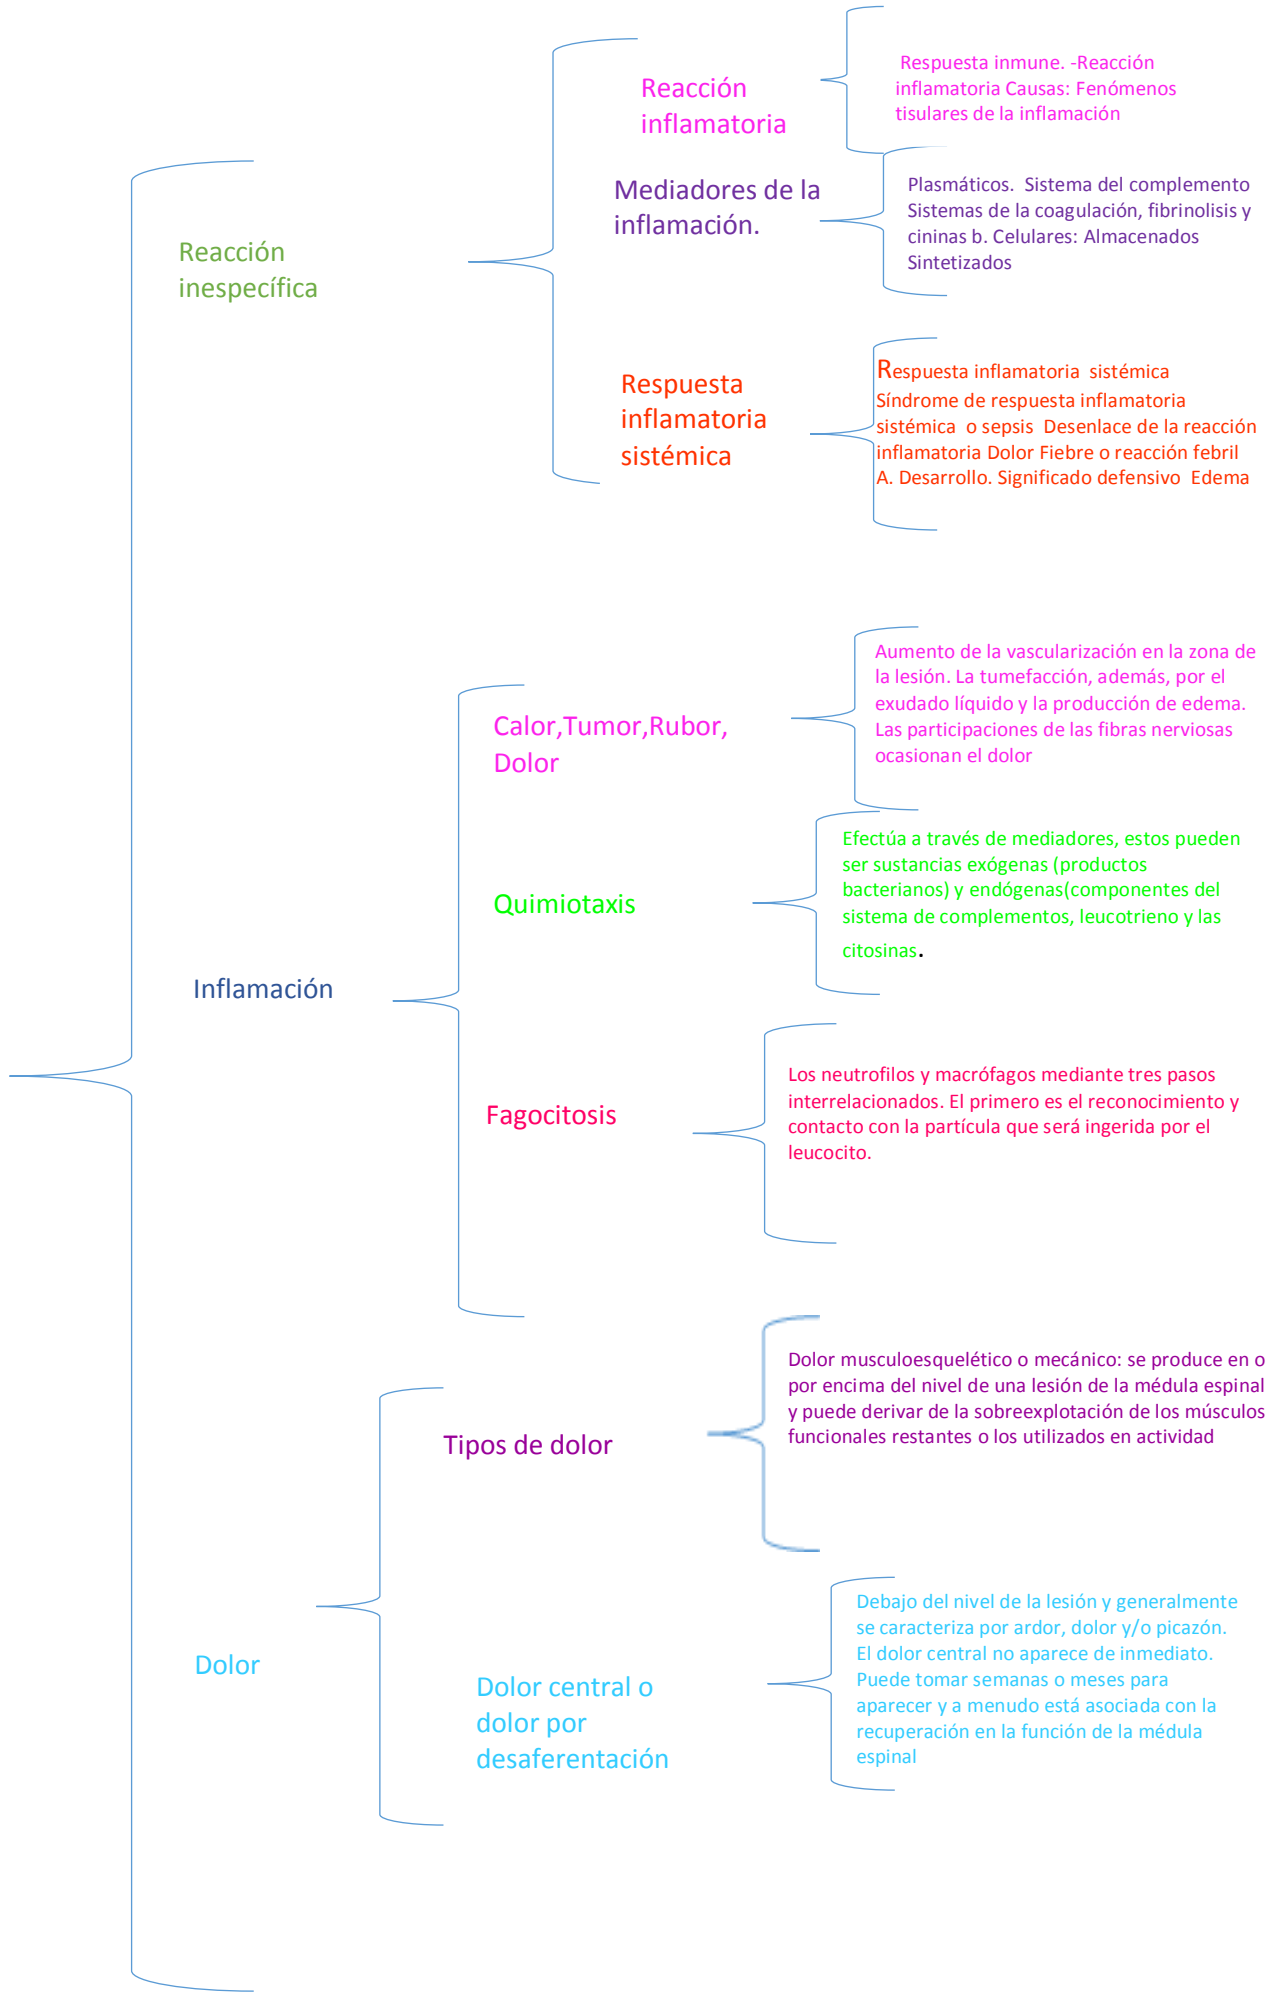 Reacción
inespecífica
Reacción
inflamatoria
Respuesta inmune. -Reacción
inflamatoria Causas: Fenómenos
tisulares de la inflamación
Mediadores de la
inflamación.
Plasmáticos. Sistema del complemento
Sistemas de la coagulación, fibrinolisis y
cininas b. Celulares: Almacenados
Sintetizados
Respuesta
inflamatoria
sistémica
Respuesta inflamatoria sistémica
Síndrome de respuesta inflamatoria
sistémica o sepsis Desenlace de la reacción
inflamatoria Dolor Fiebre o reacción febril
A. Desarrollo. Significado defensivo Edema
Inflamación
Calor,Tumor,Rubor,
Dolor
Aumento de la vascularización en la zona de
la lesión. La tumefacción, además, por el
exudado líquido y la producción de edema.
Las participaciones de las fibras nerviosas
ocasionan el dolor
Quimiotaxis
Efectúa a través de mediadores, estos pueden
ser sustancias exógenas (productos
bacterianos) y endógenas(componentes del
sistema de complementos, leucotrieno y las
citosinas.
Fagocitosis
Los neutrofilos y macrófagos mediante tres pasos
interrelacionados. El primero es el reconocimiento y
contacto con la partícula que será ingerida por el
leucocito.
Dolor
Tipos de dolor
Dolor musculoesquelético o mecánico: se produce en o
por encima del nivel de una lesión de la médula espinal
y puede derivar de la sobreexplotación de los músculos
funcionales restantes o los utilizados en actividad
Dolor central o
dolor por
desaferentación
Debajo del nivel de la lesión y generalmente
se caracteriza por ardor, dolor y/o picazón.
El dolor central no aparece de inmediato.
Puede tomar semanas o meses para
aparecer y a menudo está asociada con la
recuperación en la función de la médula
espinal